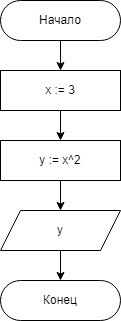 Начало
x := 3
y := x^2
y
Конец